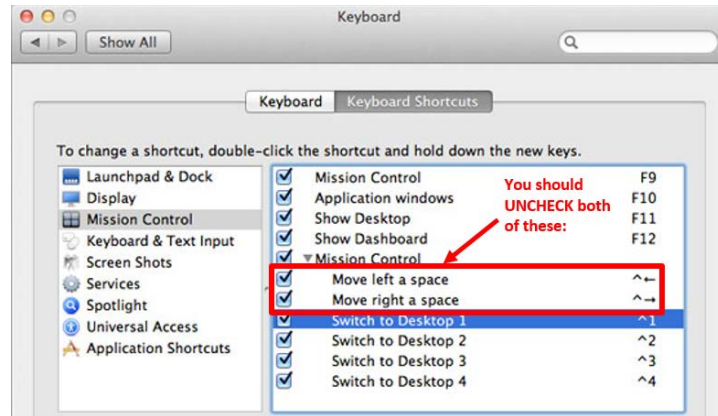 Keyboard
Show All
Keyboard Keyboard Shortcuts
To change a shortcut, double-click the shortcut and hold down the new keys.
Launchpad & Dock
Display
Mission Control
Keyboard & Text Input
Screen Shots
Services
Spotlight
Universal Access
Application Shortcuts
Mission Control F9
Application windows F10
Show Desktop F11
Show Dashboard F12
Mission Control
Move left a space ^←
Move right a space ^→
Switch to Desktop 1 ^1
Switch to Desktop 2 ^2
Switch to Desktop 3 ^3
Switch to Desktop 4 ^4
You should
UNCHECK both
of these: